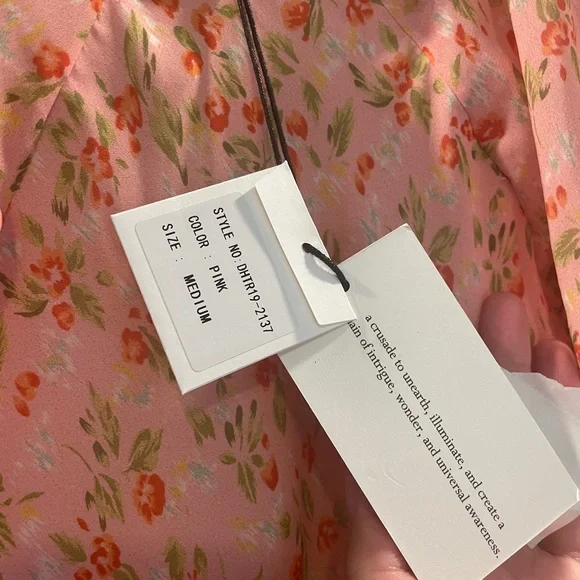 STYLE NO:DHTR19-2137
COLOR : PINK
SIZE : MEDIUM
a crusade to unearth, illuminate, and create a
of intrigue, wonder, and universal awareness.